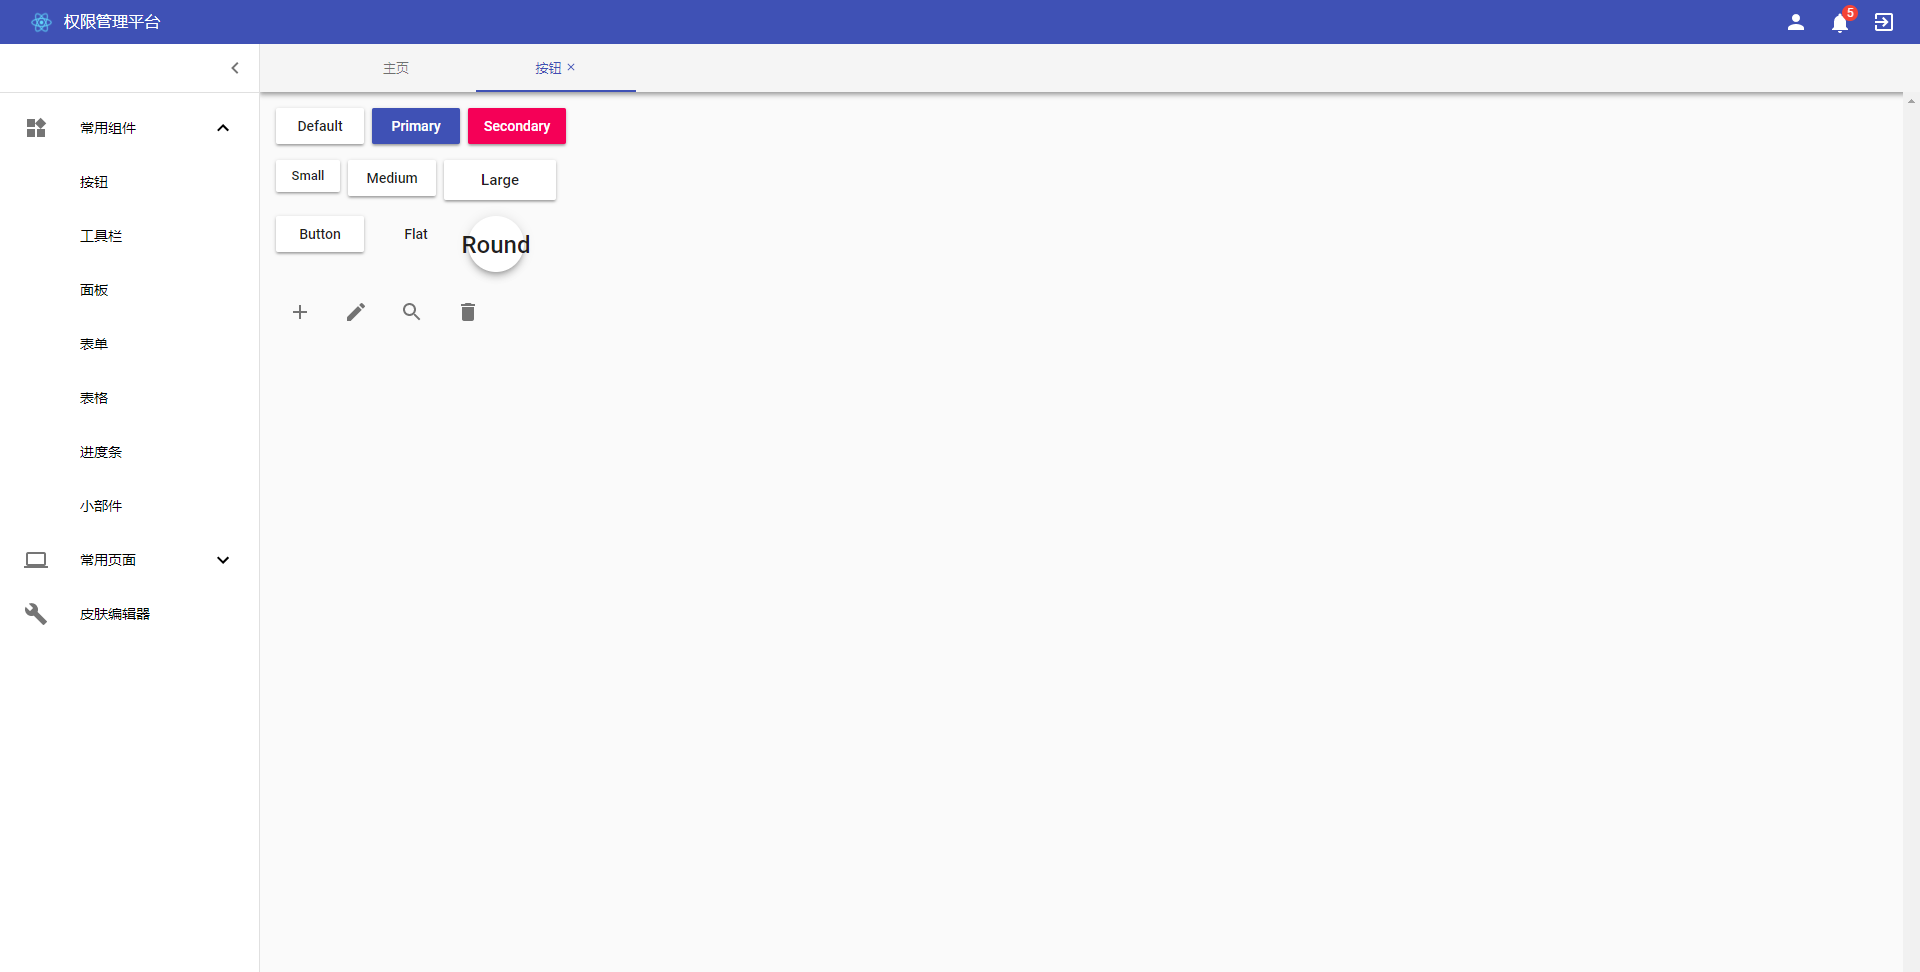 权限管理平台
5
主页
按钮 ×
常用组件
按钮
工具栏
面板
表单
表格
进度条
小部件
常用页面
皮肤编辑器
Default Primary Secondary
Small Medium Large
Button Flat Round